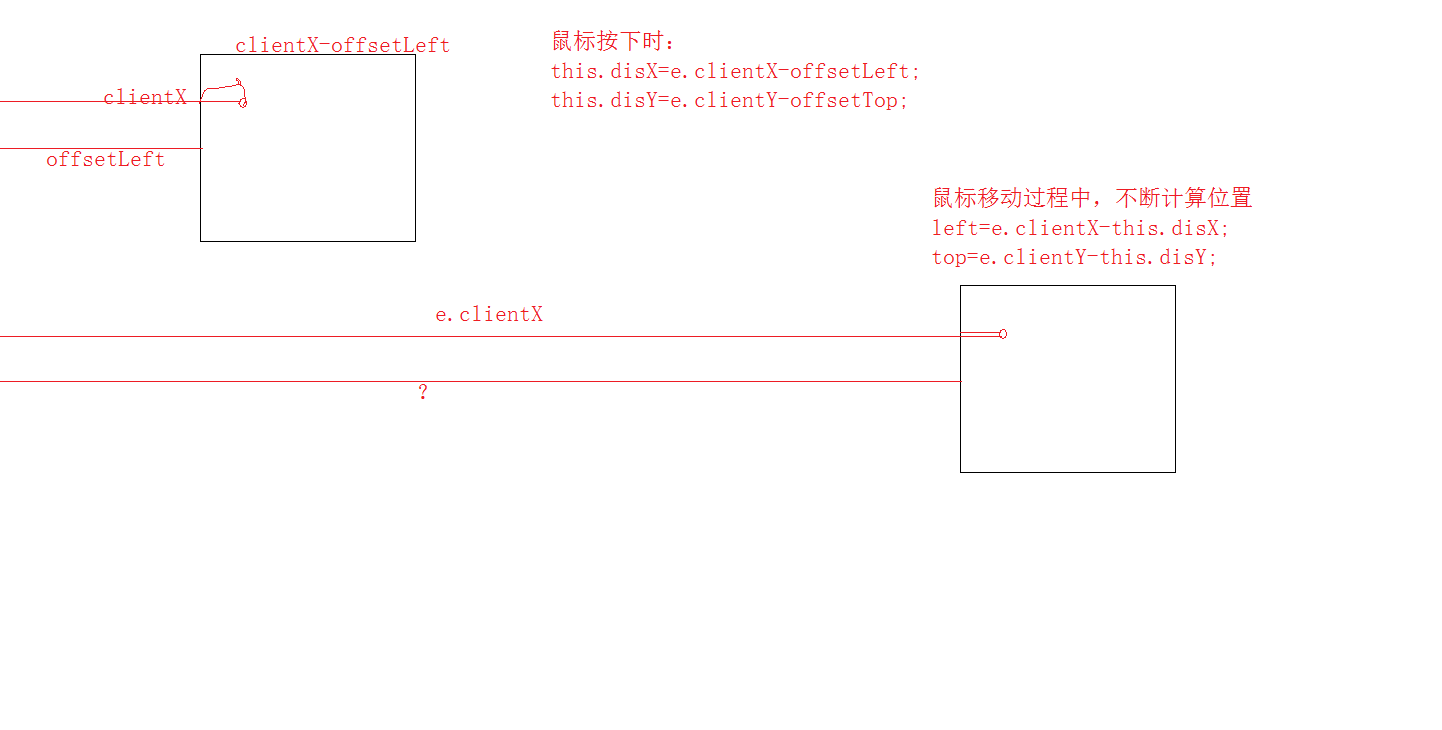 clientX-offsetLeft
clientX
offsetLeft
鼠标按下时：
this.disX=e.clientX-offsetLeft;
this.disY=e.clientY-offsetTop;
鼠标移动过程中，不断计算位置
left=e.clientX-this.disX;
top=e.clientY-this.disY;
e.clientX
？